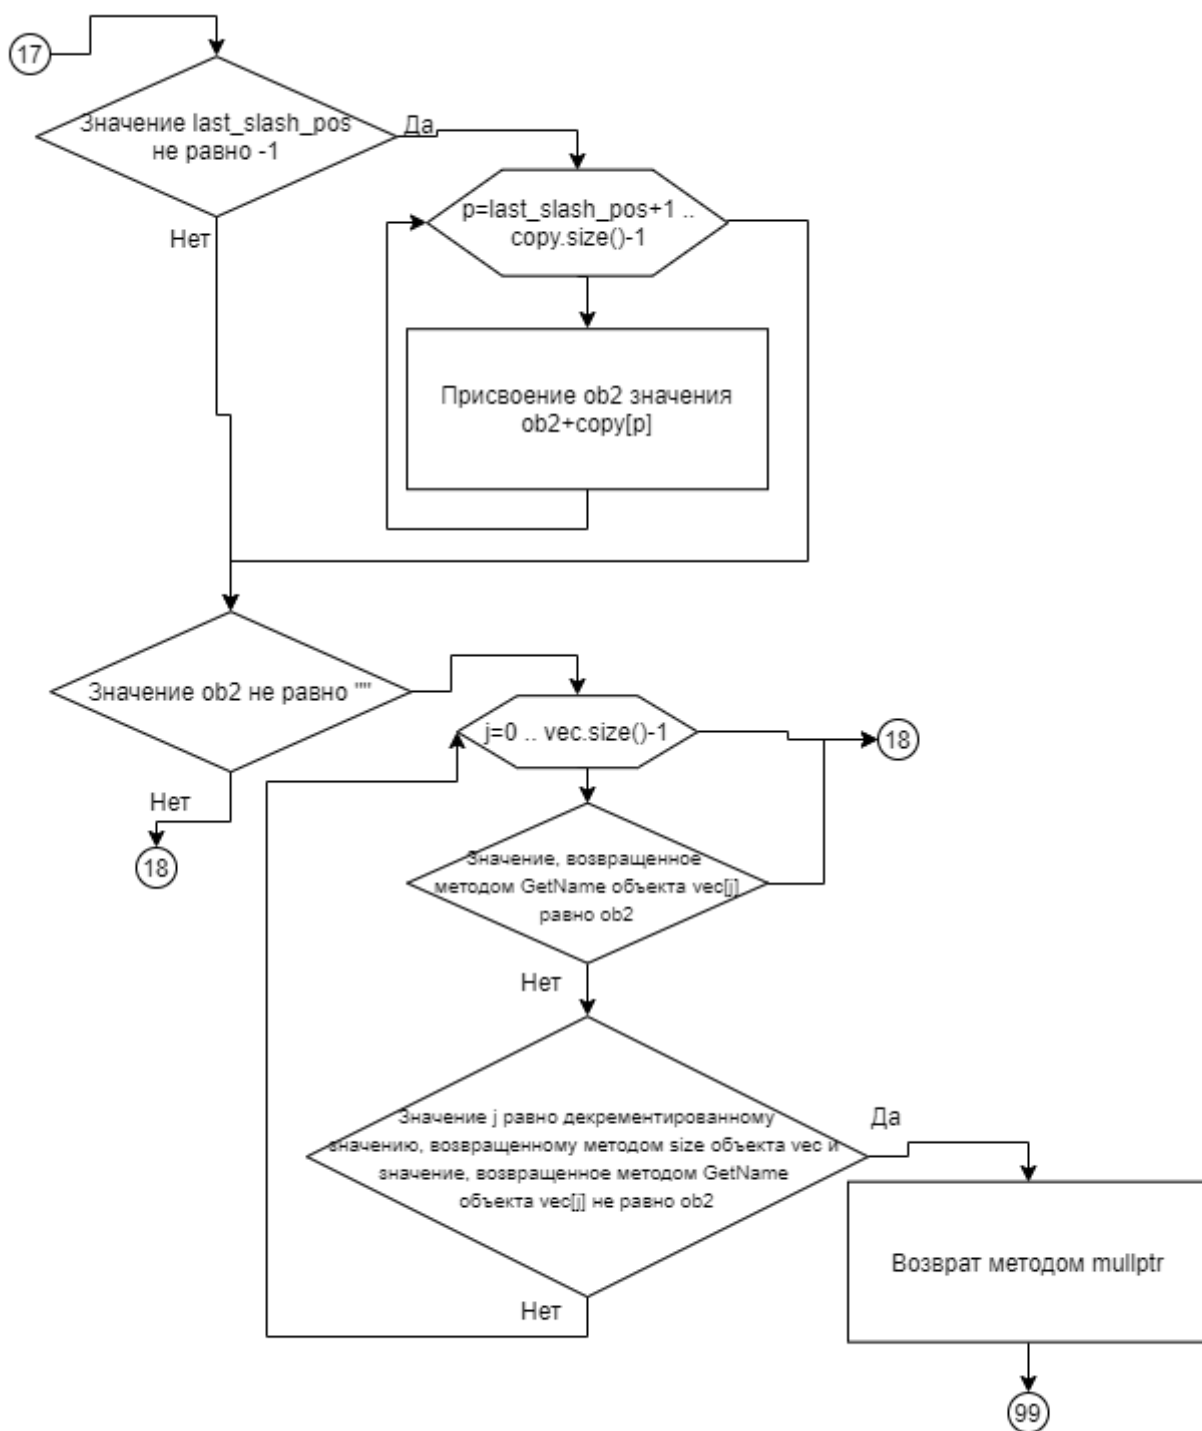 17
Значение last_slash_pos
не равно -1
Да
Нет
p=last_slash_pos+1 ..
copy.size()-1
Присвоение ob2 значения
ob2+copy[p]
Значение ob2 не равно ""
Нет
18
j=0 .. vec.size()-1
18
Значение, возвращенное
методом GetName объекта vec[j]
равно ob2
Нет
Значение j равно декрементированному
значению, возвращенному методом size объекта vec и
значение, возвращенное методом GetName
объекта vec[j] не равно ob2
Да
Нет
Возврат методом mullptr
99